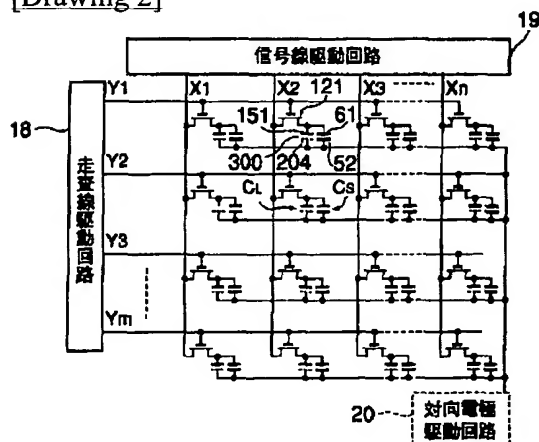 [Drawing 2]
19
信号線駆動回路
18
走査線駆動回路
Y1
X1
X2
X3
Xn
121
151
61
300
204
52
Y2
CL
CS
Y3
Ym
20
対向電極
駆動回路